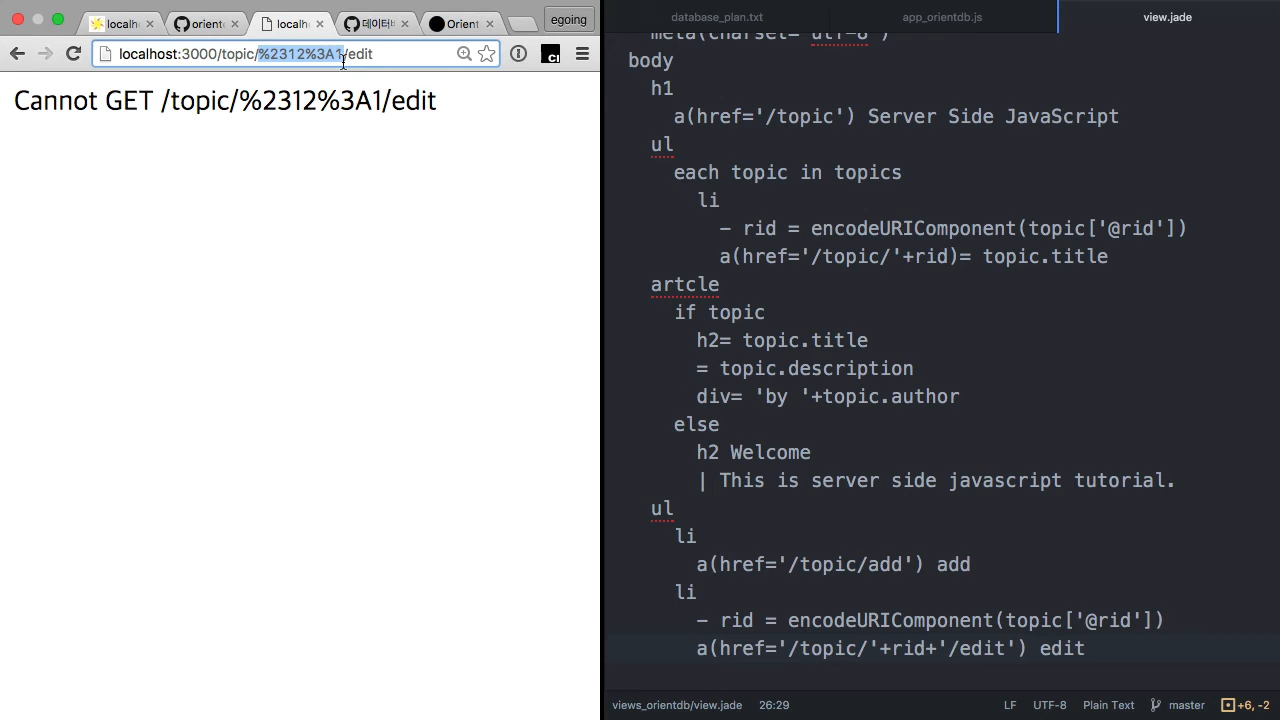 localh
oriento
localh
데이터
Orient
egoing
localhost:3000/topic/%2312%3A1/edit
Cannot GET /topic/%2312%3A1/edit
database_plan.txt
app_orientdb.js
view.jade
meta(charset='utf-8')
body
h1
a(href='/topic') Server Side JavaScript
ul
each topic in topics
li
- rid = encodeURIComponent(topic['@rid'])
a(href='/topic/'+rid)= topic.title
artcle
if topic
h2= topic.title
= topic.description
div= 'by '+topic.author
else
h2 Welcome
| This is server side javascript tutorial.
ul
li
a(href='/topic/add') add
li
- rid = encodeURIComponent(topic['@rid'])
a(href='/topic/'+rid+'/edit') edit
views_orientdb/view.jade 26:29 LF UTF-8 Plain Text master +6, -2